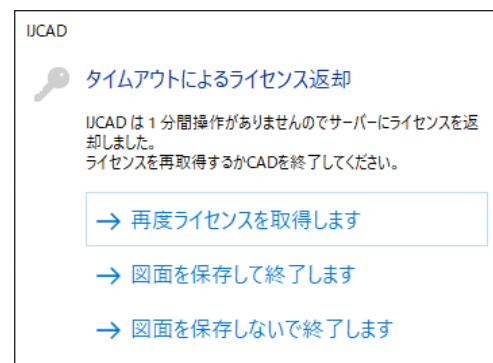 IJCAD
タイムアウトによるライセンス返却
IJCAD は 1 分間操作がありませんのでサーバーにライセンスを返
却しました。
ライセンスを再取得するかCADを終了してください。
→ 再度ライセンスを取得します
→ 図面を保存して終了します
→ 図面を保存しないで終了します